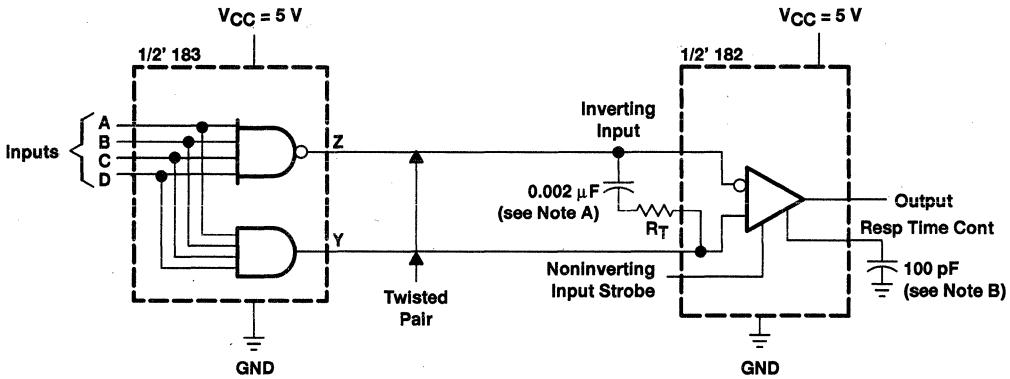 VCC = 5 V
VCC = 5 V
1/2' 183
1/2' 182
Inverting
Input
Inputs
A
B
C
D
Z
0.002 μF
(see Note A)
RT
Output
Resp Time Cont
Y
Noninverting
Input Strobe
100 pF
(see Note B)
Twisted
Pair
GND
GND